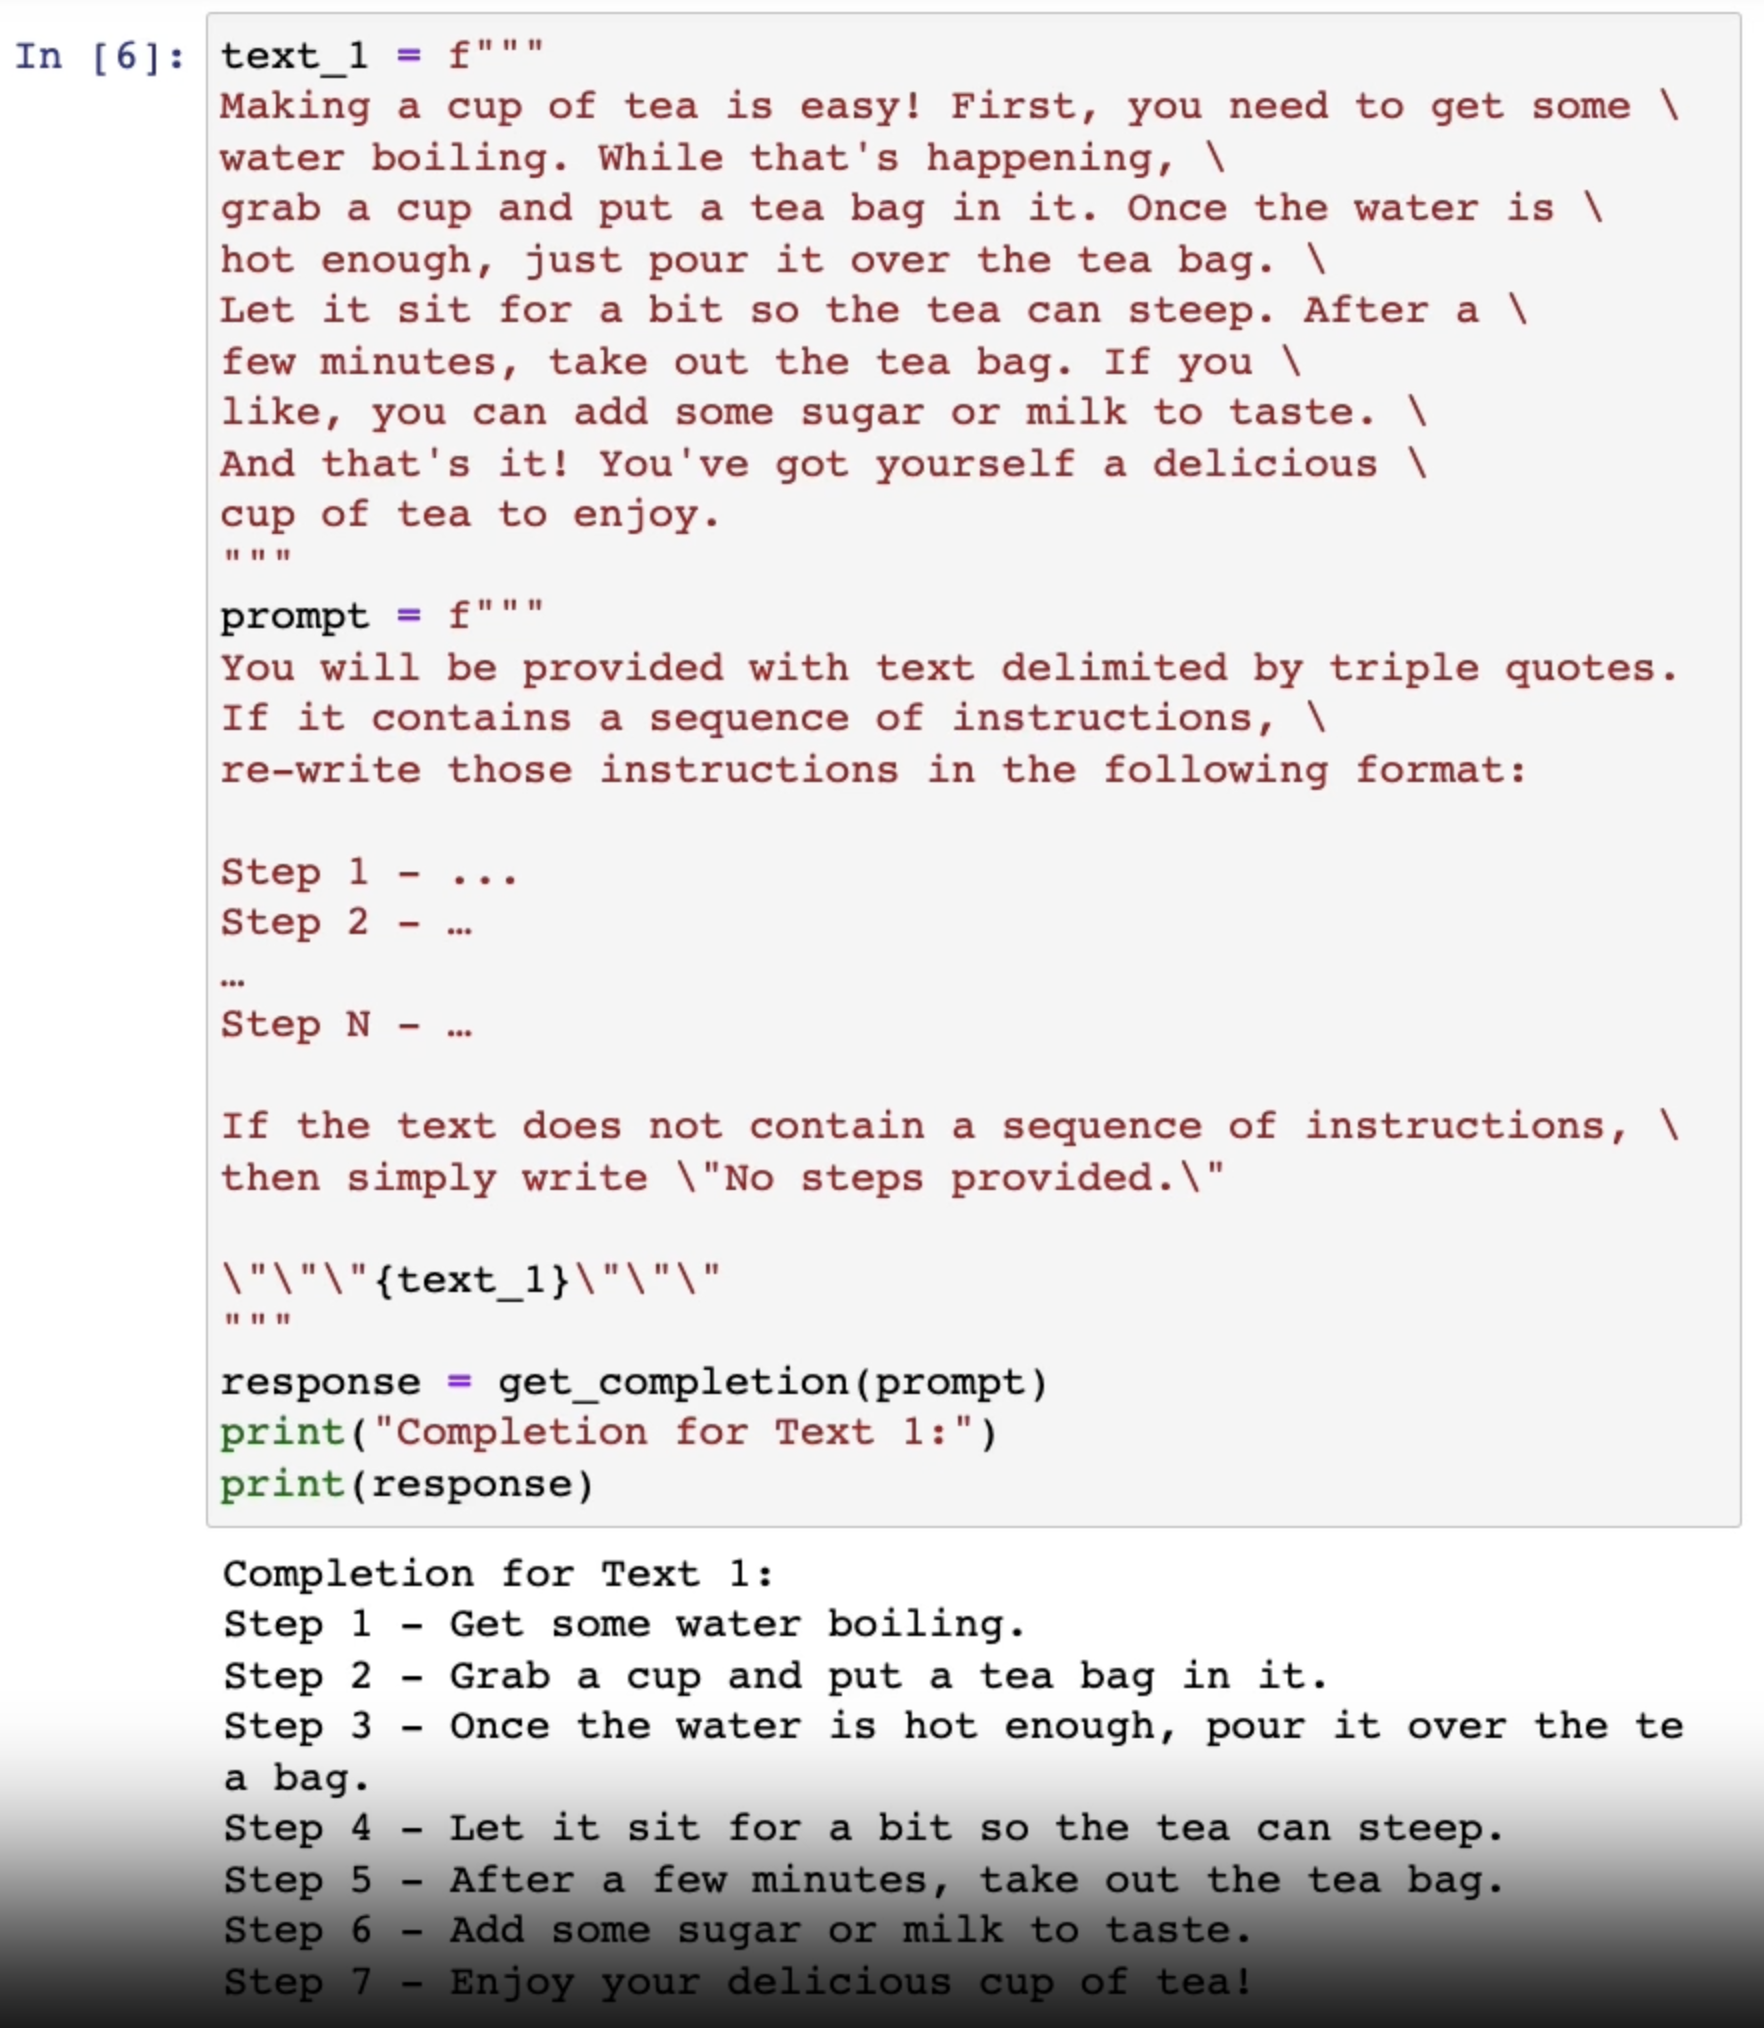 In [6]:
text_1 = f"""
Making a cup of tea is easy! First, you need to get some \
water boiling. While that's happening, \
grab a cup and put a tea bag in it. Once the water is \
hot enough, just pour it over the tea bag. \
Let it sit for a bit so the tea can steep. After a \
few minutes, take out the tea bag. If you \
like, you can add some sugar or milk to taste. \
And that's it! You've got yourself a delicious \
cup of tea to enjoy.
"""
prompt = f"""
You will be provided with text delimited by triple quotes.
If it contains a sequence of instructions, \
re-write those instructions in the following format:

Step 1 - ...
Step 2 - …
…
Step N - …

If the text does not contain a sequence of instructions, \
then simply write \"No steps provided.\"

\"\"\"{text_1}\"\"\"
"""
response = get_completion(prompt)
print("Completion for Text 1:")
print(response)
Completion for Text 1:
Step 1 - Get some water boiling.
Step 2 - Grab a cup and put a tea bag in it.
Step 3 - Once the water is hot enough, pour it over the te
a bag.
Step 4 - Let it sit for a bit so the tea can steep.
Step 5 - After a few minutes, take out the tea bag.
Step 6 - Add some sugar or milk to taste.
Step 7 - Enjoy your delicious cup of tea!